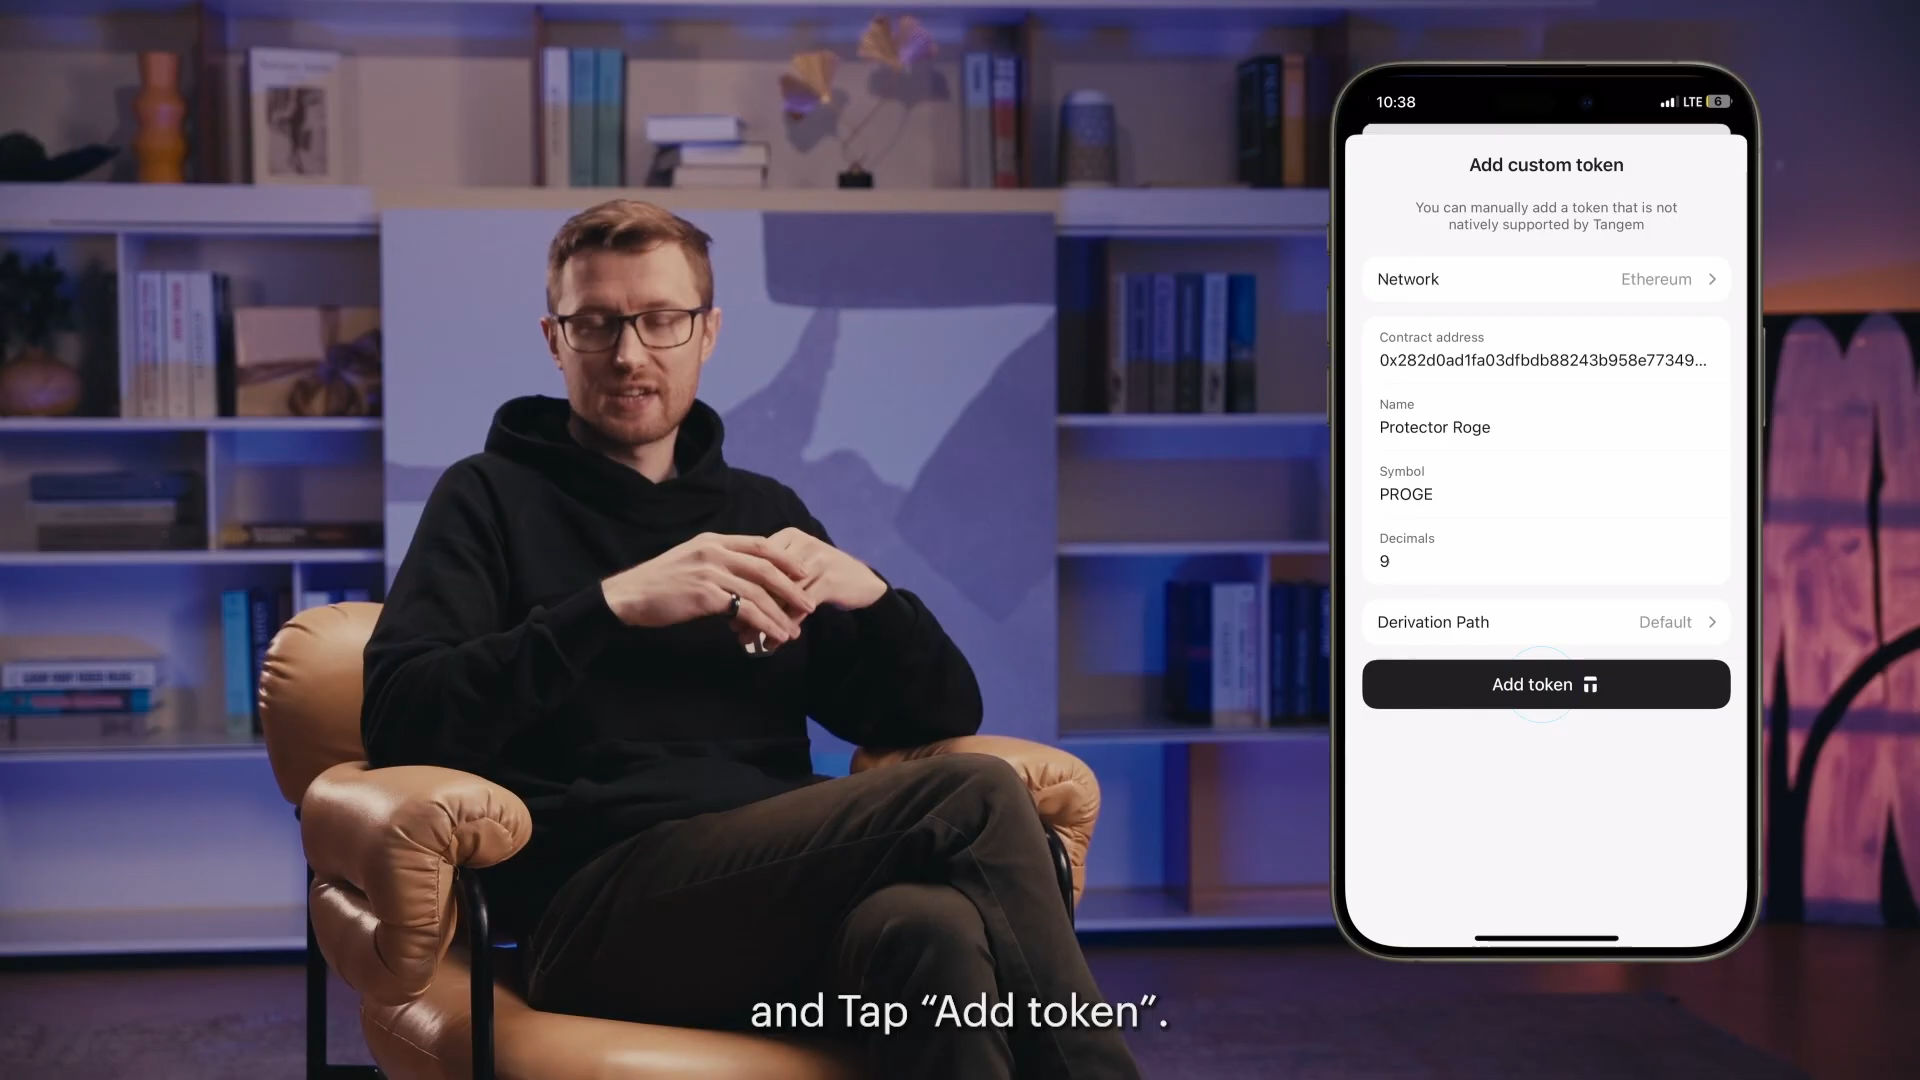 10:38
LTE 6
Add custom token
You can manually add a token that is not
natively supported by Tangem
Network
Ethereum
Contract address
0x282d0ad1fa03dfbdb88243b958e77349...
Name
Protector Roge
Symbol
PROGE
Decimals
9
Derivation Path
Default
Add token
and Tap “Add token”.